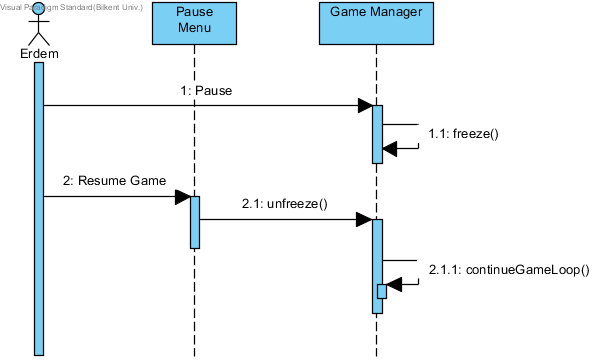 Visual Paradigm Standard(Bilkent Univ.)
Pause
Menu
Game Manager
Erdem
1: Pause
1.1: freeze()
2: Resume Game
2.1: unfreeze()
2.1.1: continueGameLoop()